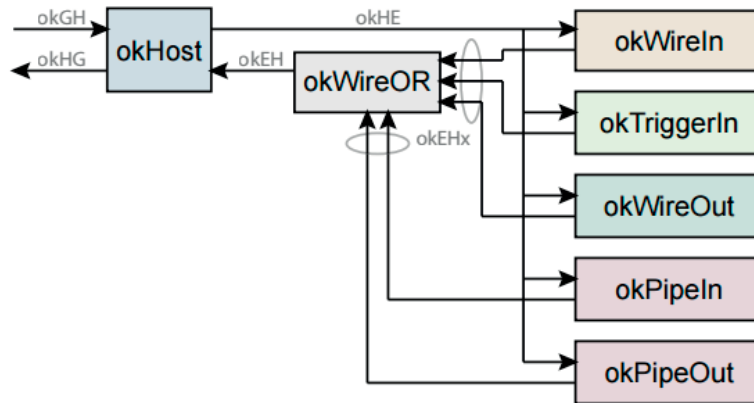 okGH
okHE
okHost
okHG
okEH
okWireOR
okEHx
okWireIn
okTriggerIn
okWireOut
okPipeIn
okPipeOut